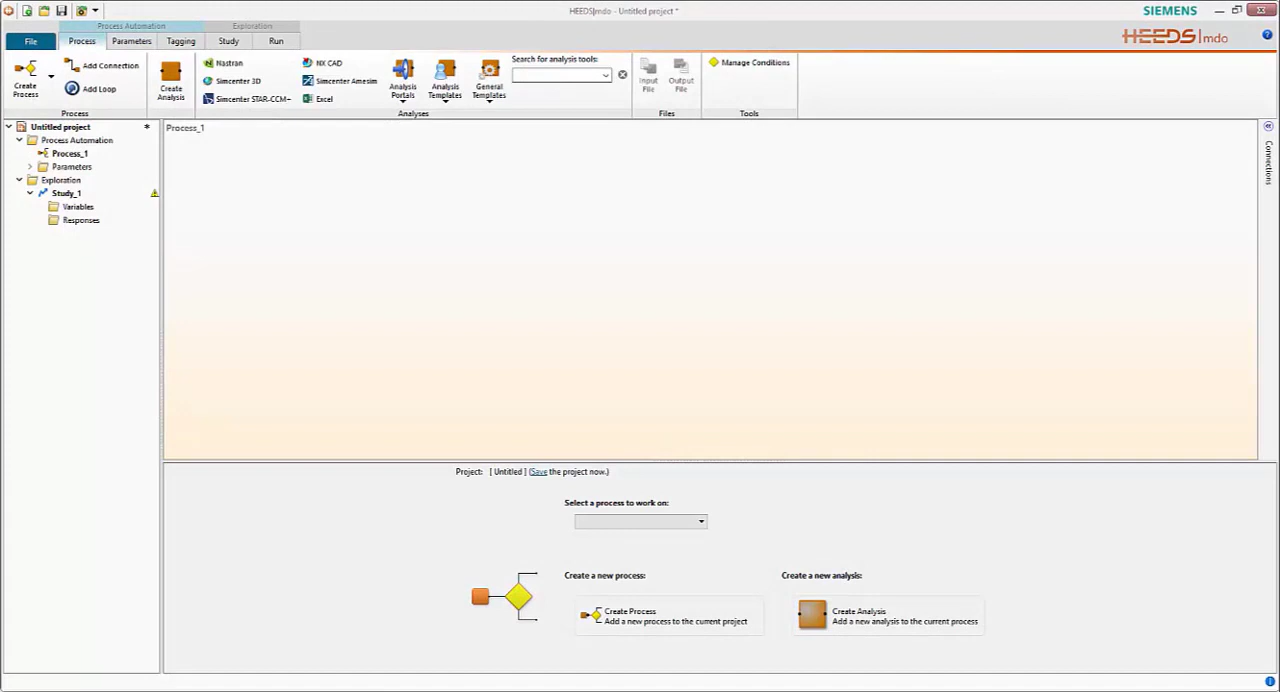 HEEDS|mdo - Untitled project *
SIEMENS
Process Automation
Exploration
File
Process
Parameters
Tagging
Study
Run
HEEDS|mdo
Create Process
Add Connection
Add Loop
Process
Create Analysis
Nastran
Simcenter 3D
Simcenter STAR-CCM+
NX CAD
Simcenter Amesim
Excel
Analysis Portals
Analysis Templates
General Templates
Search for analysis tools:
Analyses
Input File
Output File
Files
Manage Conditions
Tools
Untitled project *
Process Automation
Process_1
Parameters
Exploration
Study_1
Variables
Responses
Process_1
Connections
Project: [ Untitled ] (Save the project now.)
Select a process to work on:
Create a new process:
Create Process
Add a new process to the current project
Create a new analysis:
Create Analysis
Add a new analysis to the current process